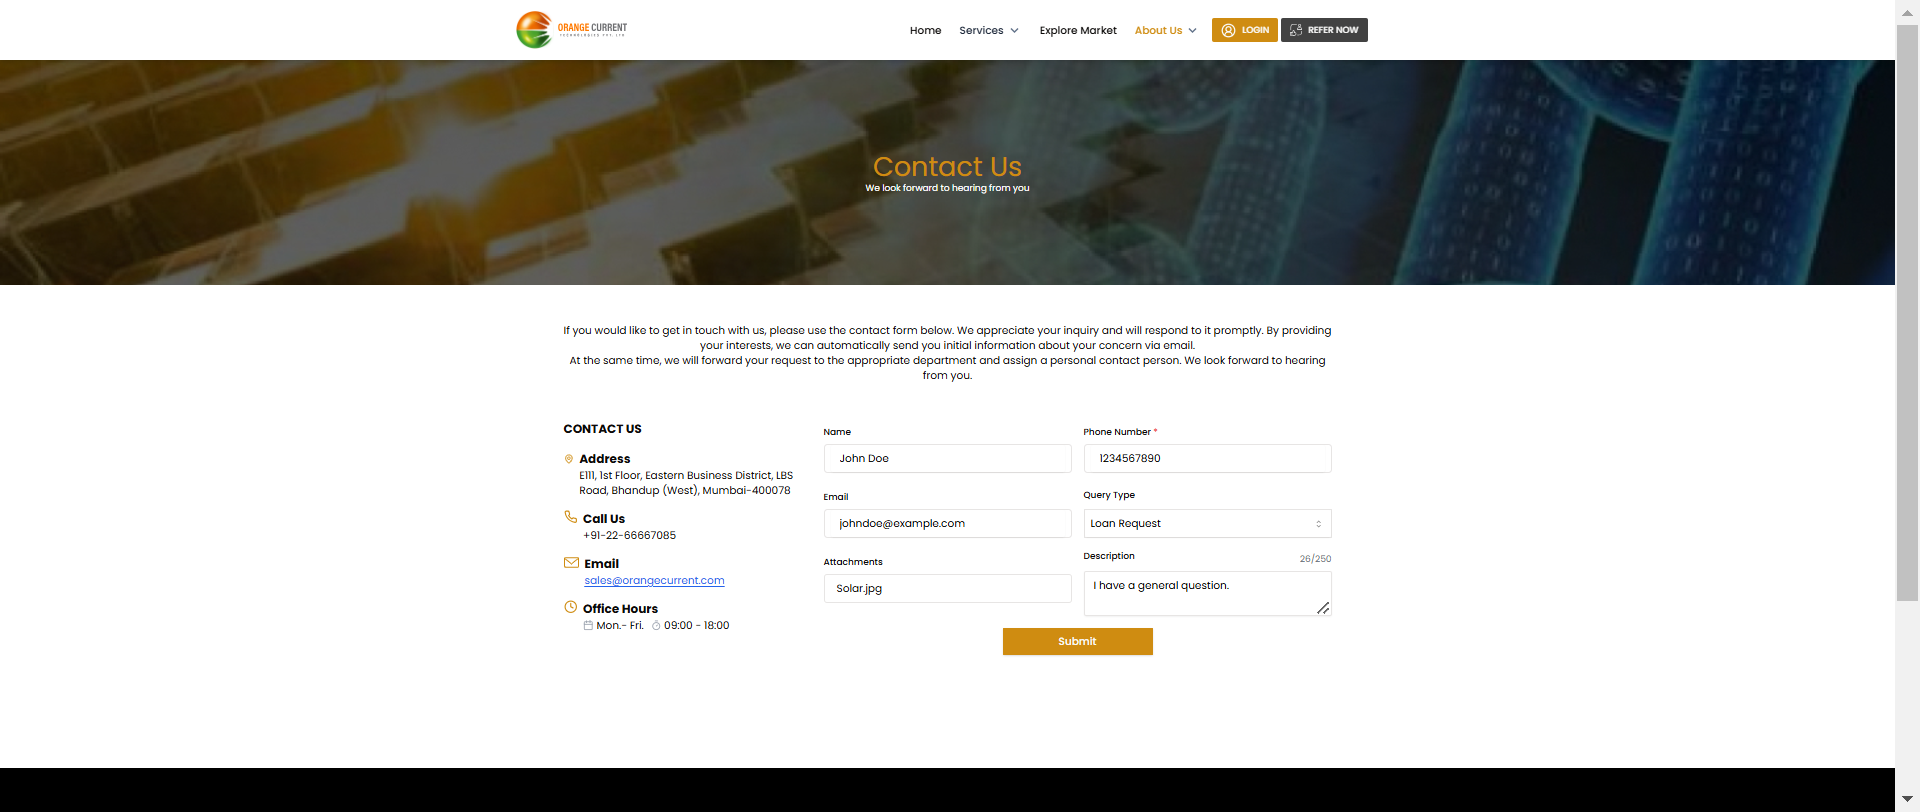 ORANGE CURRENT
TECHNOLOGIES PVT. LTD
Home
Services
Explore Market
About Us
LOGIN
REFER NOW
Contact Us
We look forward to hearing from you
If you would like to get in touch with us, please use the contact form below. We appreciate your inquiry and will respond to it promptly. By providing
your interests, we can automatically send you initial information about your concern via email.
At the same time, we will forward your request to the appropriate department and assign a personal contact person. We look forward to hearing
from you.
CONTACT US
Address
E111, 1st Floor, Eastern Business District, LBS
Road, Bhandup (West), Mumbai-400078
Call Us
+91-22-66667085
Email
sales@orangecurrent.com
Office Hours
Mon.- Fri. 09:00 - 18:00
Name
John Doe
Phone Number *
1234567890
Email
johndoe@example.com
Query Type
Loan Request
Attachments
Solar.jpg
Description
26/250
I have a general question.
Submit